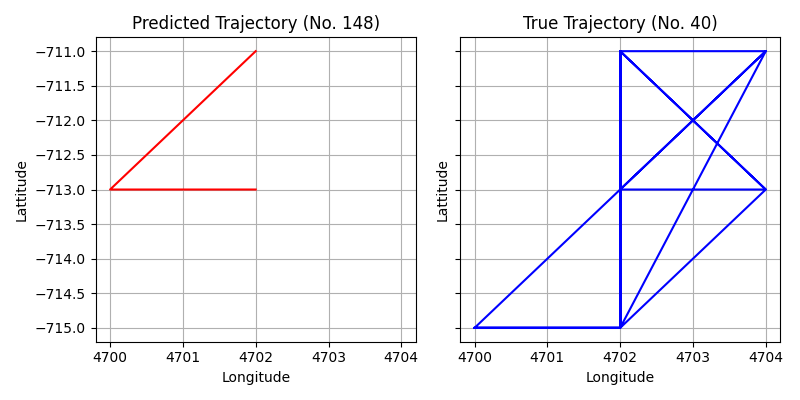 Predicted Trajectory (No. 148)
True Trajectory (No. 40)
Lattitude
−711.0
−711.5
−712.0
−712.5
−713.0
−713.5
−714.0
−714.5
−715.0
4700 4701 4702 4703 4704
Longitude
Lattitude
4700 4701 4702 4703 4704
Longitude